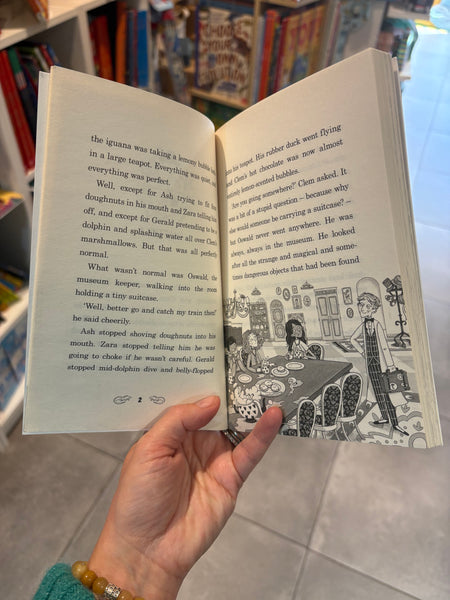 the iguana was taking a lemony bubble
in a large teapot. Everything was quiet,
everything was perfect.
Well, except for Ash trying to fit
doughnuts in his mouth and Zara telling
off, and except for Gerald pretending to be
dolphin and splashing water all over Clem's
marshmallows. But that was all perfectly
normal.
What wasn't normal was Oswald, the
museum keeper, walking into the room
holding a tiny suitcase.
'Well, better go and catch my train then!'
he said cheerily.
Ash stopped shoving doughnuts into his
mouth. Zara stopped telling him he was
going to choke if he wasn't careful. Gerald
stopped mid-dolphin dive and belly-flopped
2
his teapot. His rubber duck went flying
and Clem's hot chocolate was now almost
lemon-scented bubbles.
'Are you going somewhere?' Clem asked. It
was a bit of a stupid question – because why
else would someone be carrying a suitcase? –
but Oswald never went anywhere. He was
always, always in the museum. He looked
after all the strange and magical and some-
times dangerous objects that had been found